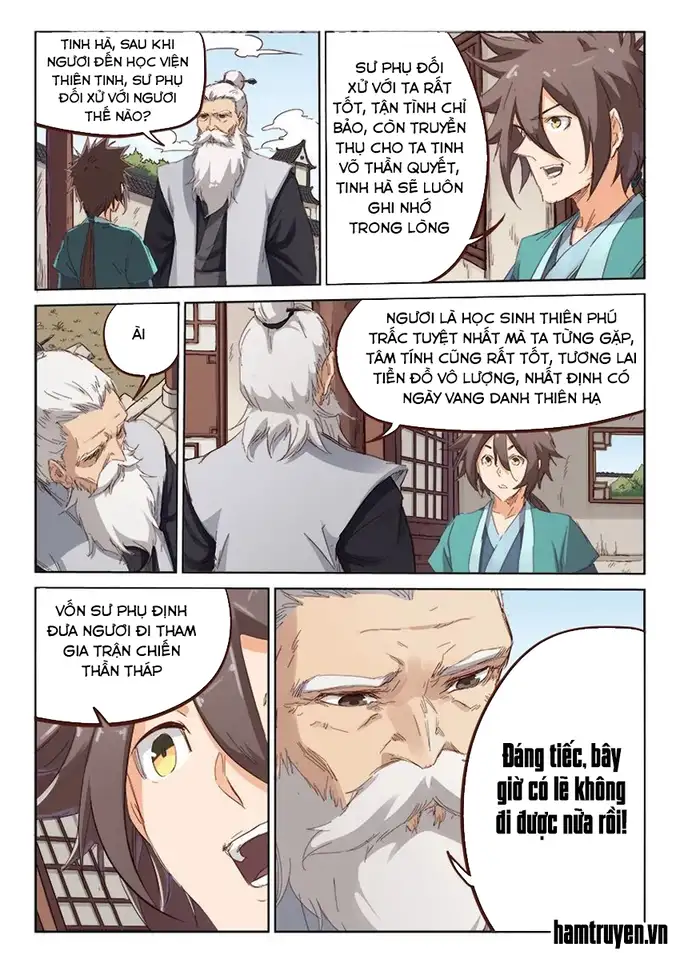 TINH HÀ, SAU KHI
NGƯƠI ĐẾN HỌC VIỆN
THIÊN TINH, SƯ PHỤ
ĐỐI XỬ VỚI NGƯƠI
THẾ NÀO?
SƯ PHỤ ĐỐI
XỬ VỚI TA RẤT
TỐT, TẬN TÌNH CHỈ
BẢO, CÒN TRUYỀN
THỤ CHO TA TINH
VÕ THẦN QUYẾT,
TINH HÀ SẼ LUÔN
GHI NHỚ
TRONG LÒNG
ÀI
NGƯƠI LÀ HỌC SINH THIÊN PHÚ
TRẮC TUYỆT NHẤT MÀ TA TỪNG GẶP,
TÂM TÍNH CŨNG RẤT TỐT, TƯƠNG LAI
TIỀN ĐỒ VÔ LƯỢNG, NHẤT ĐỊNH CÓ
NGÀY VANG DANH THIÊN HẠ
VỐN SƯ PHỤ ĐỊNH
ĐƯA NGƯƠI ĐI THAM
GIA TRẬN CHIẾN
THẦN THÁP
Đáng tiếc, bây
giờ có lẽ không
đi được nữa rồi!
hamtruyen.vn